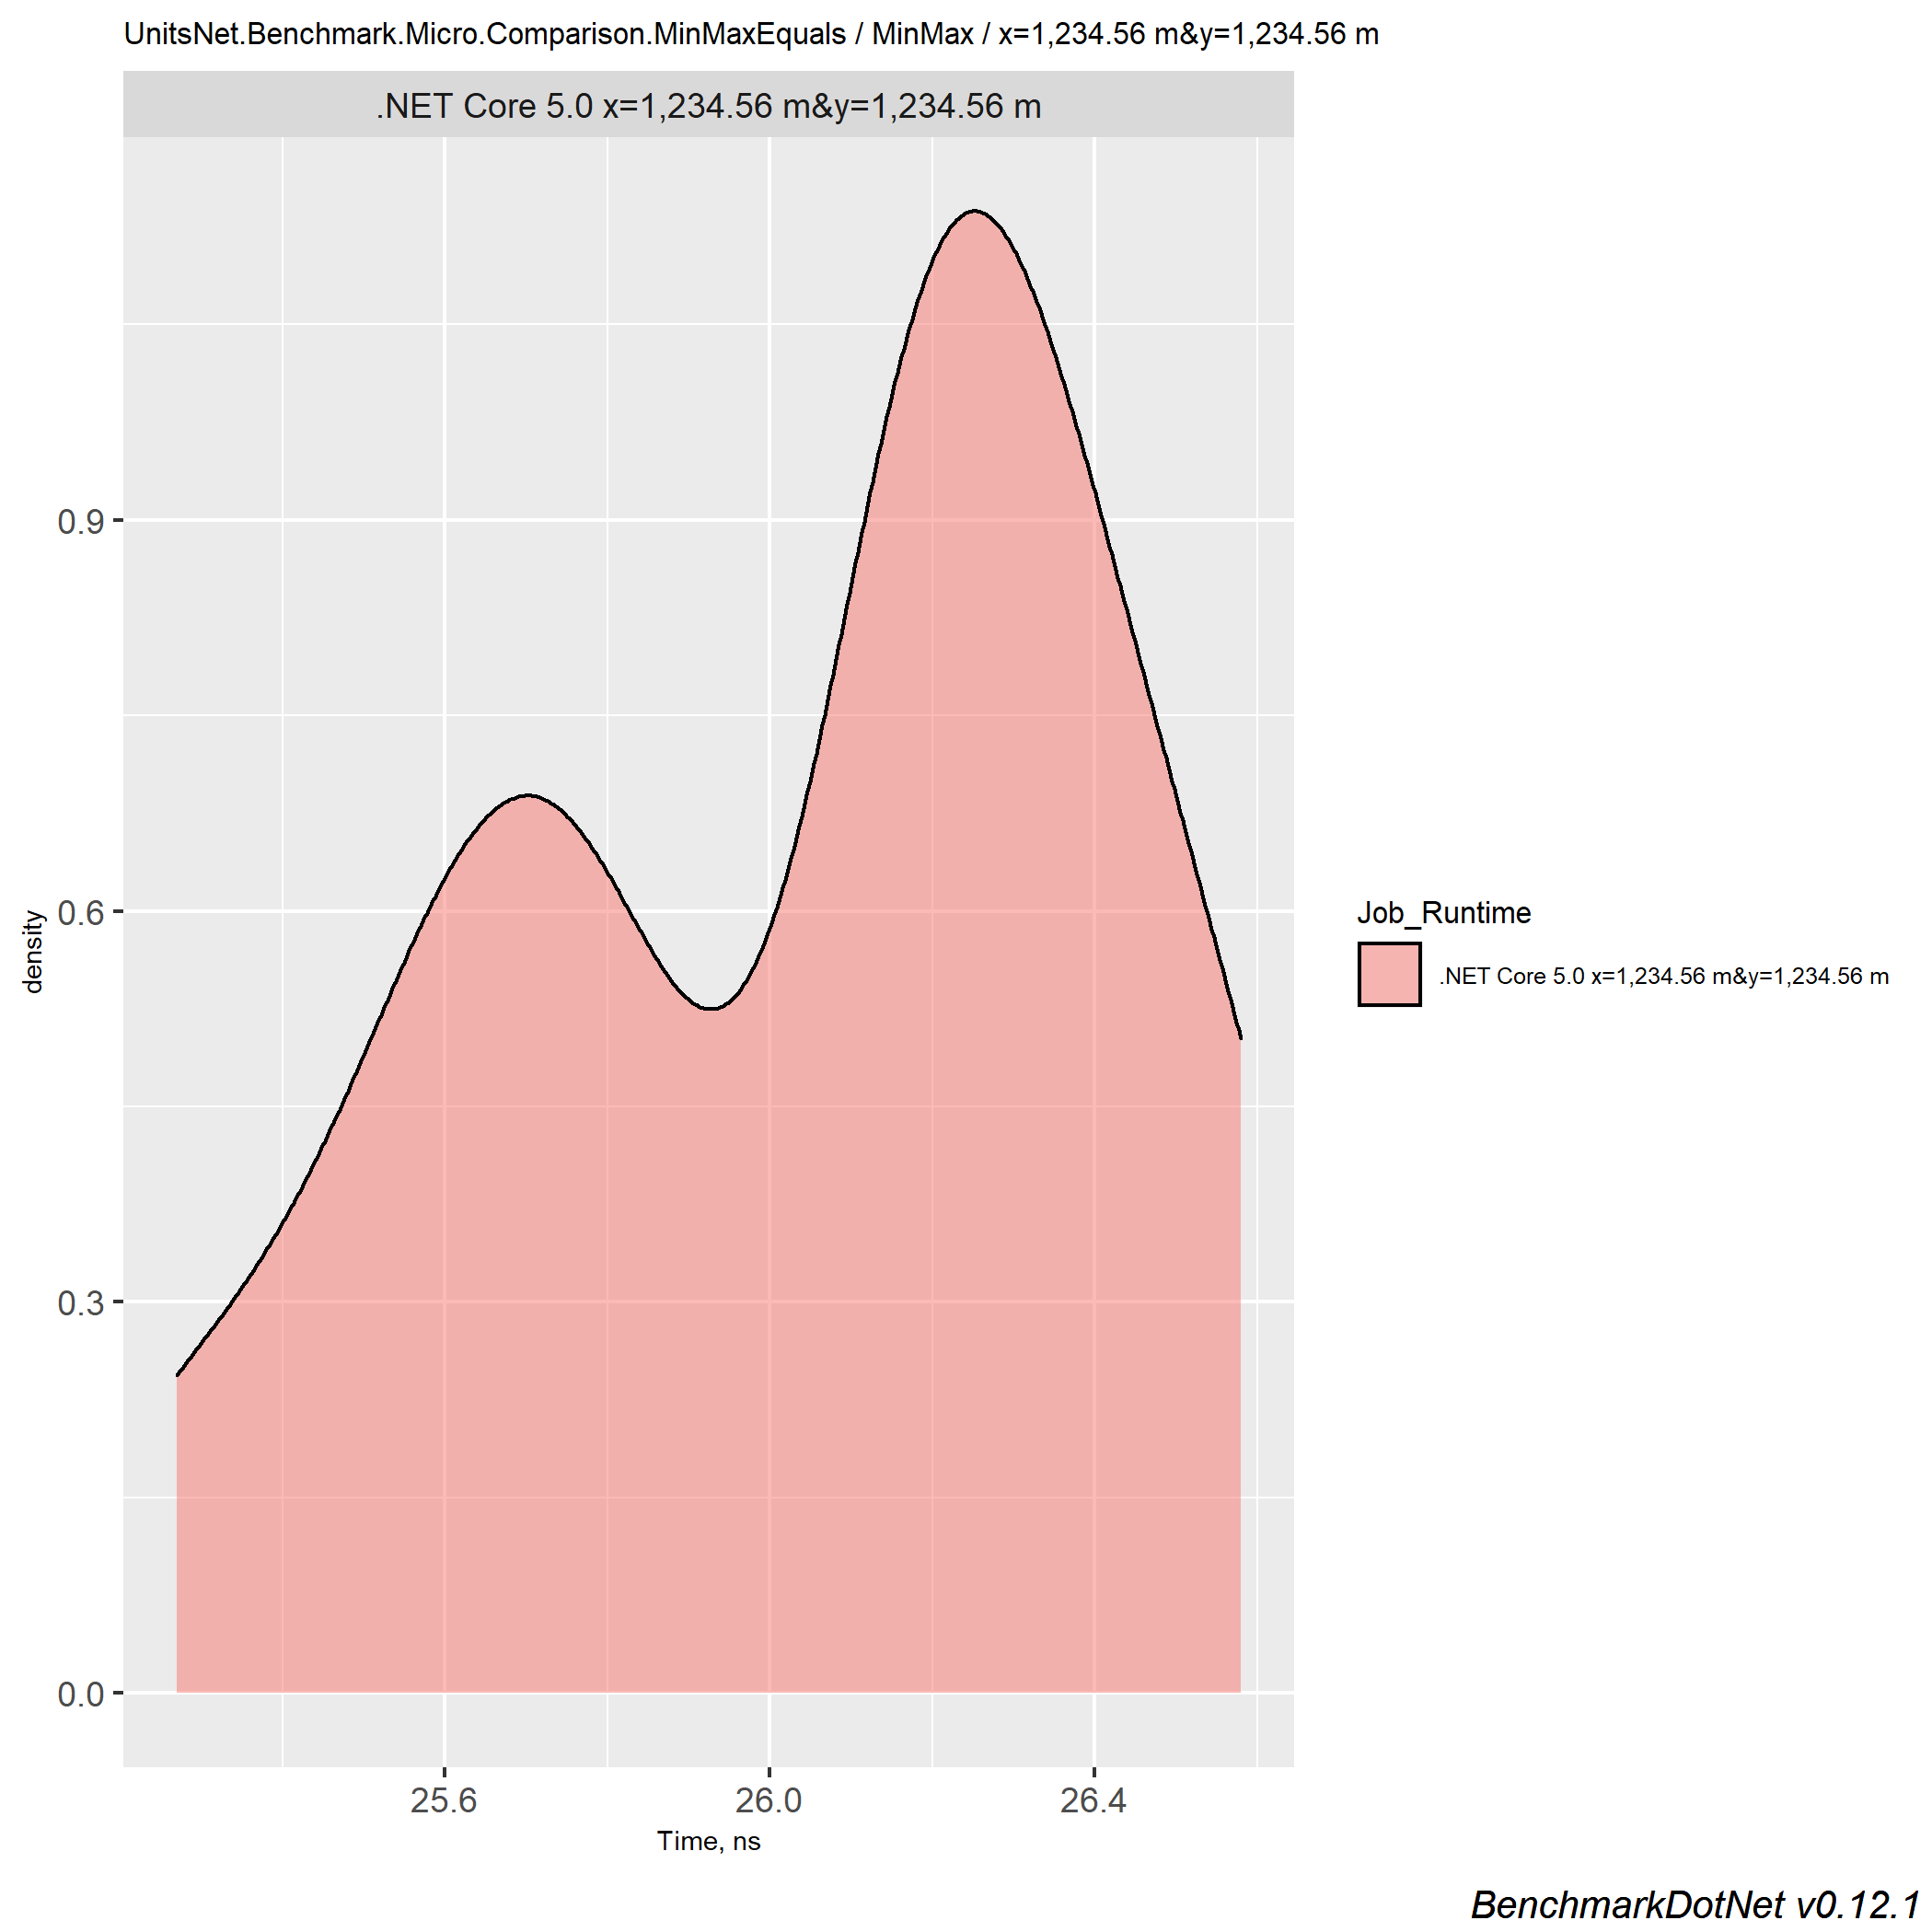 UnitsNet.Benchmark.Micro.Comparison.MinMaxEquals / MinMax / x=1,234.56 m&y=1,234.56 m
.NET Core 5.0 x=1,234.56 m&y=1,234.56 m
0.9
0.6
0.3
0.0
density
25.6 26.0 26.4
Time, ns
Job_Runtime
.NET Core 5.0 x=1,234.56 m&y=1,234.56 m
BenchmarkDotNet v0.12.1